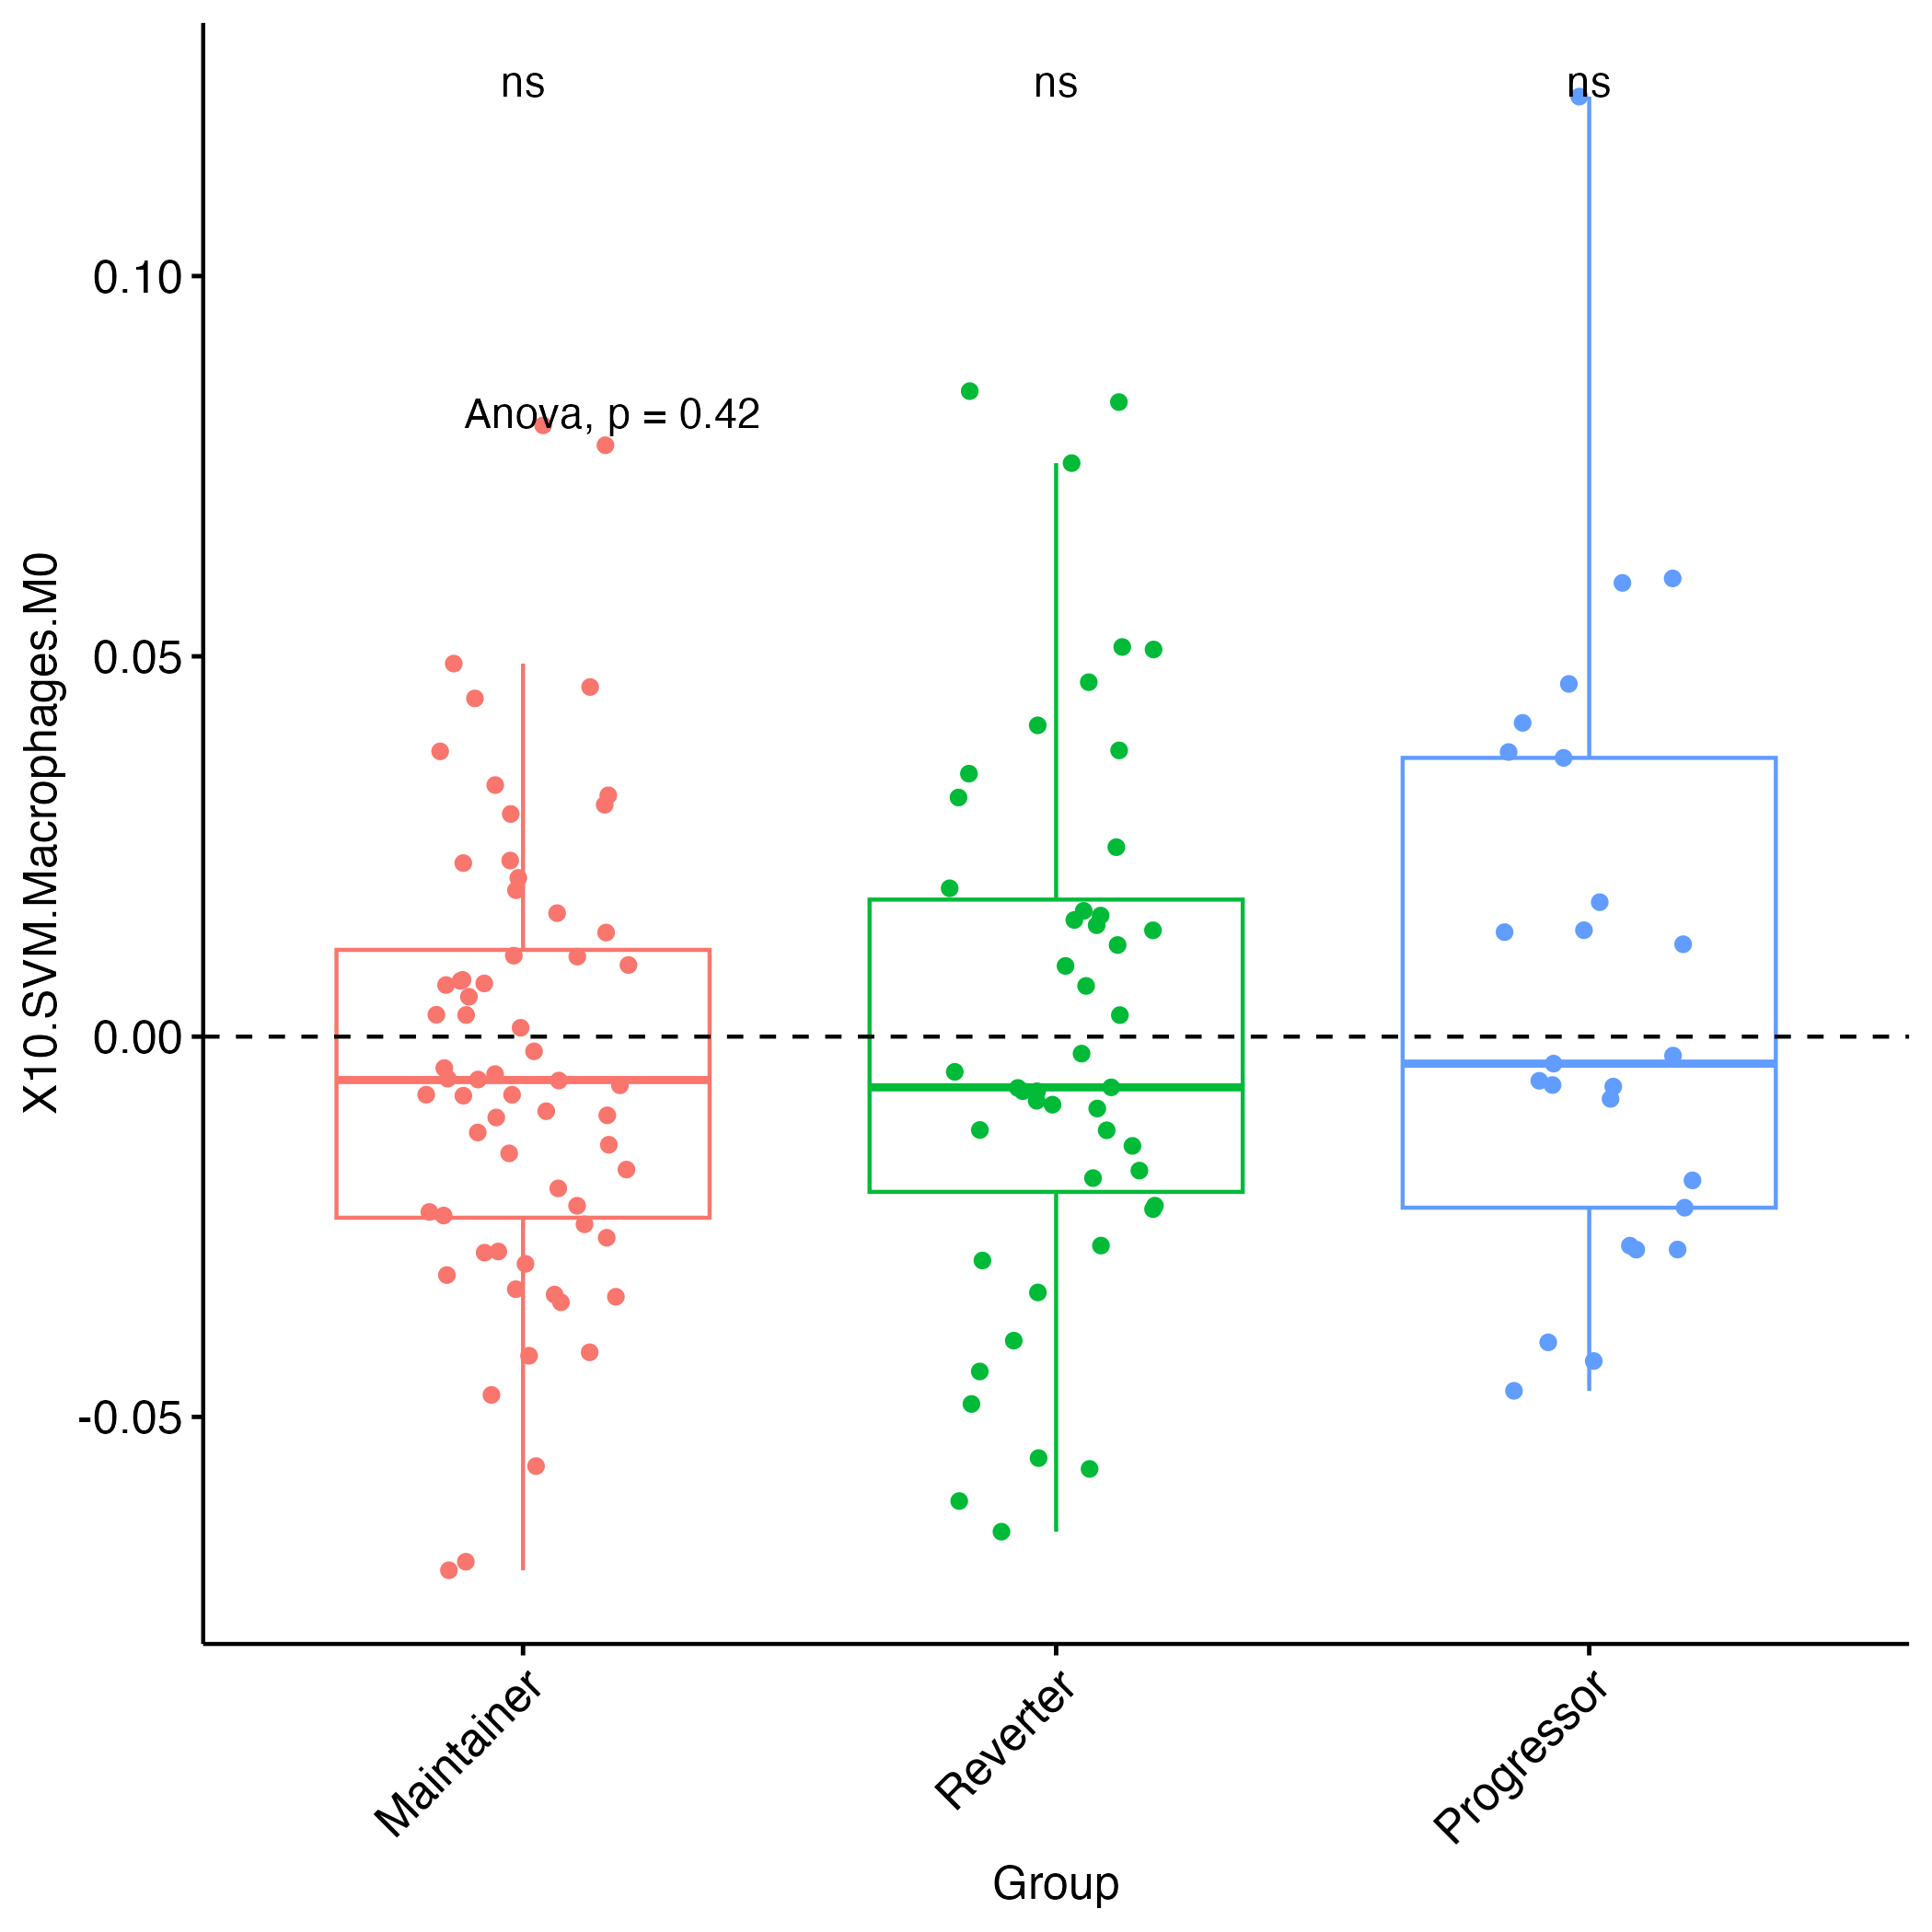 ns ns ns
Anova, p = 0.42
0.10
0.05
0.00
-0.05
X10.SVM.Macrophages.M0
Maintainer Reverter Progressor
Group